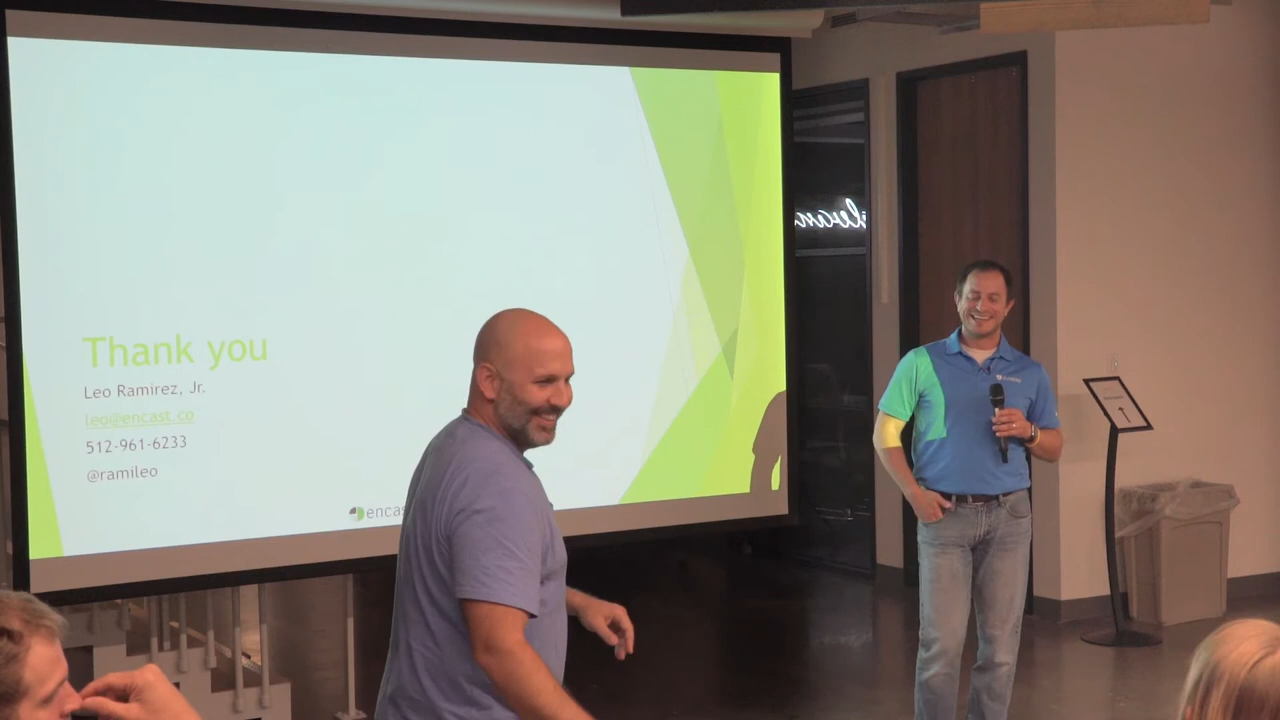 Thank you
Leo Ramirez, Jr.
leo@encast.co
512-961-6233
@ramileo
encas